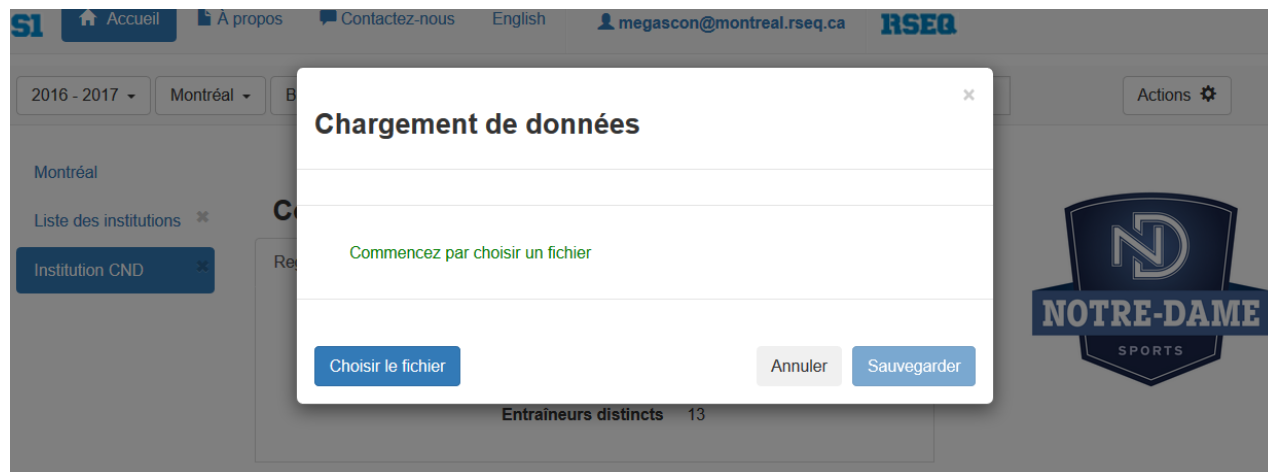 S1 Accueil À propos Contactez-nous English megascon@montreal.rseq.ca RSEQ
2016 - 2017 Montréal B Actions
×
Chargement de données
Montréal
Liste des institutions
Commencez par choisir un fichier
Institution CND
ND
NOTRE-DAME
SPORTS
Choisir le fichier Annuler Sauvegarder
Entraîneurs distincts 13